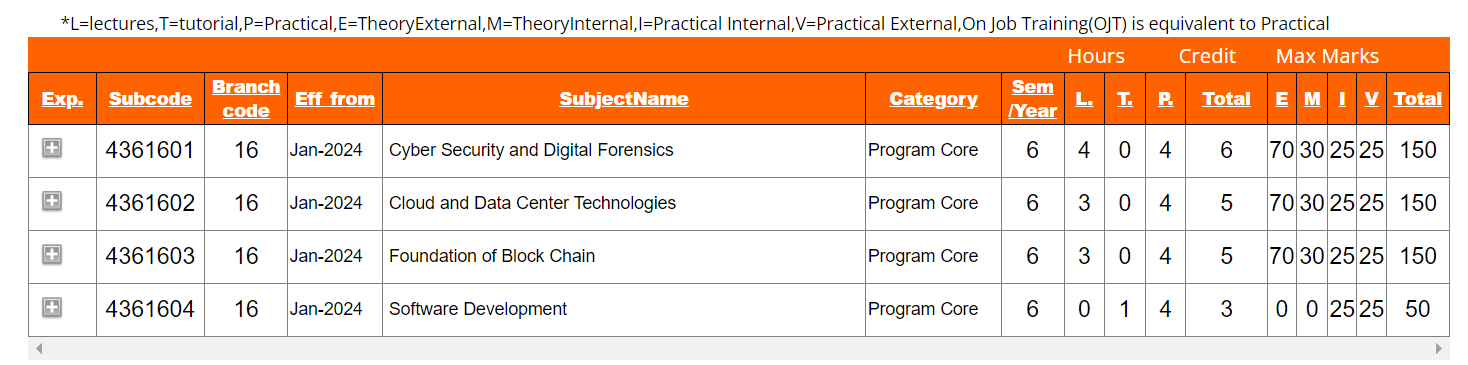 *L=lectures,T=tutorial,P=Practical,E=TheoryExternal,M=TheoryInternal,I=Practical Internal,V=Practical External,On Job Training(OJT) is equivalent to Practical
Hours Credit Max Marks
Exp. Subcode Branch code Eff_from SubjectName Category Sem /Year L. T. P. Total E M I V Total
4361601 16 Jan-2024 Cyber Security and Digital Forensics Program Core 6 4 0 4 6 70 30 25 25 150
4361602 16 Jan-2024 Cloud and Data Center Technologies Program Core 6 3 0 4 5 70 30 25 25 150
4361603 16 Jan-2024 Foundation of Block Chain Program Core 6 3 0 4 5 70 30 25 25 150
4361604 16 Jan-2024 Software Development Program Core 6 0 1 4 3 0 0 25 25 50